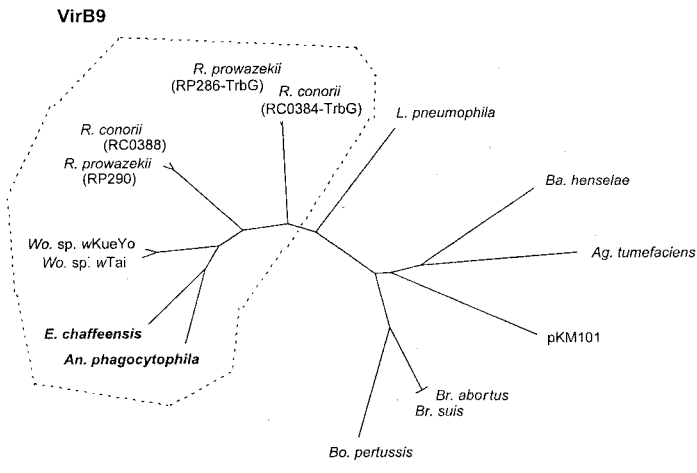 VirB9
R. prowazekii
(RP286-TrbG)
R. conorii
(RC0384-TrbG)
L. pneumophila
R. conorii
(RC0388)
R. prowazekii
(RP290)
Ba. henselae
Wo. sp. wKueYo
Wo. sp. wTai
Ag. tumefaciens
E. chaffeensis
An. phagocytophila
pKM101
Br. abortus
Br. suis
Bo. pertussis